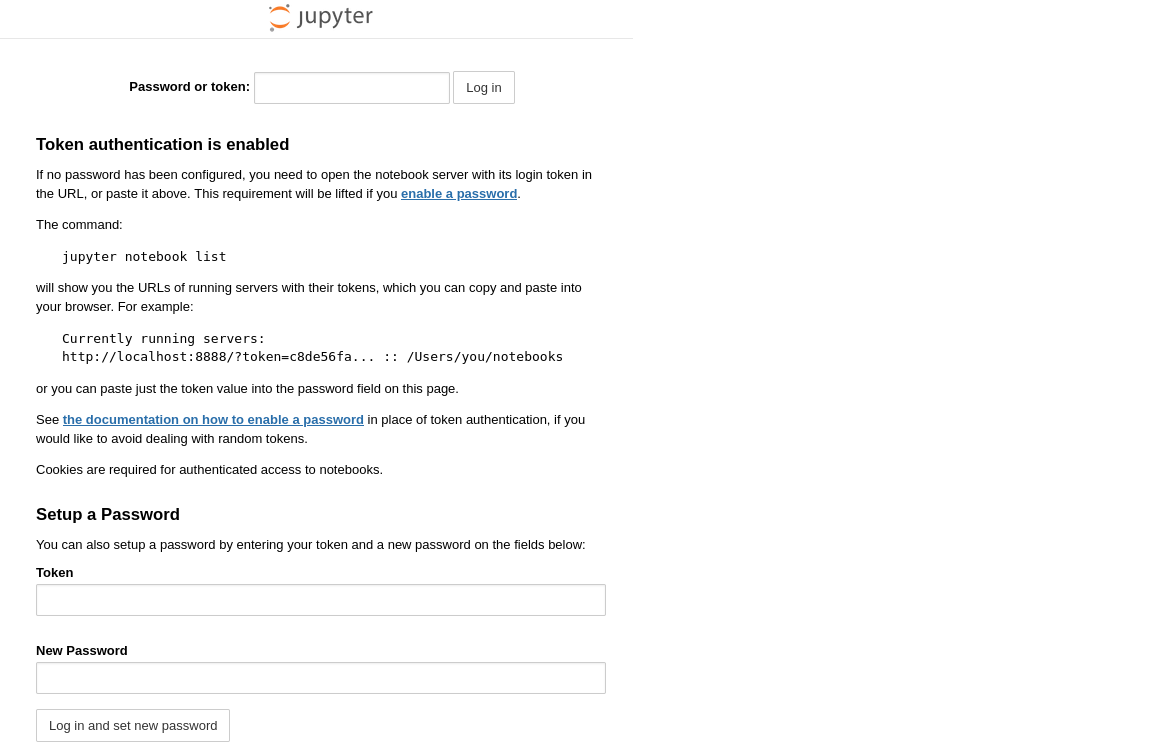 jupyter
Password or token:
Log in
Token authentication is enabled
If no password has been configured, you need to open the notebook server with its login token in
the URL, or paste it above. This requirement will be lifted if you enable a password.
The command:
jupyter notebook list
will show you the URLs of running servers with their tokens, which you can copy and paste into
your browser. For example:
Currently running servers:
http://localhost:8888/?token=c8de56fa... :: /Users/you/notebooks
or you can paste just the token value into the password field on this page.
See the documentation on how to enable a password in place of token authentication, if you
would like to avoid dealing with random tokens.
Cookies are required for authenticated access to notebooks.
Setup a Password
You can also setup a password by entering your token and a new password on the fields below:
Token
New Password
Log in and set new password